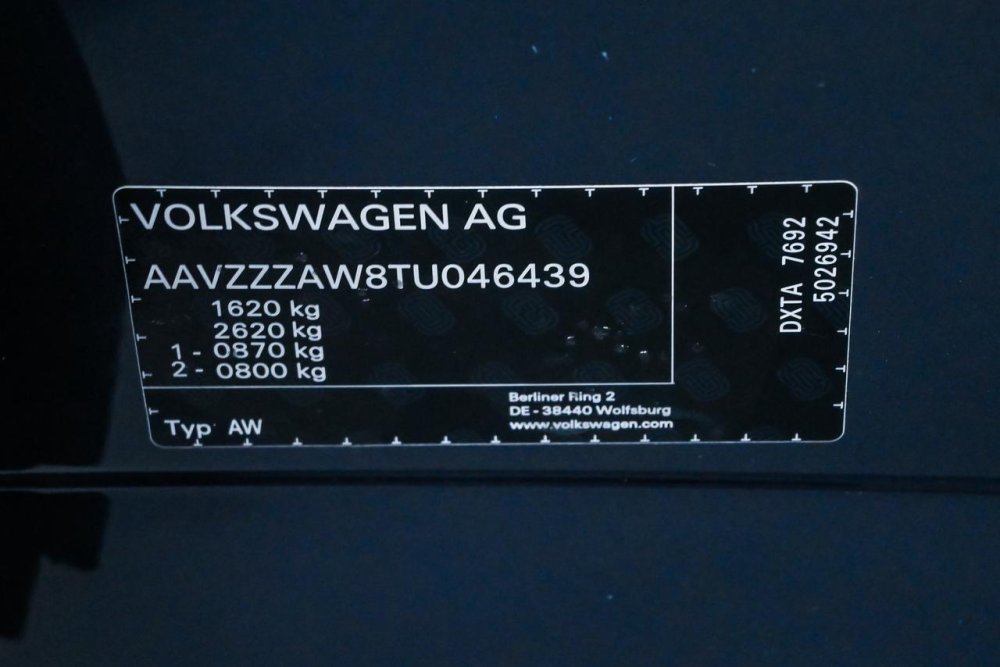 VOLKSWAGEN AG
AAVZZZAW8TU046439
1620 kg
2620 kg
1 - 0870 kg
2 - 0800 kg
Typ AW
Berliner Ring 2
DE - 38440 Wolfsburg
www.volkswagen.com
DXTA 7692
5026942